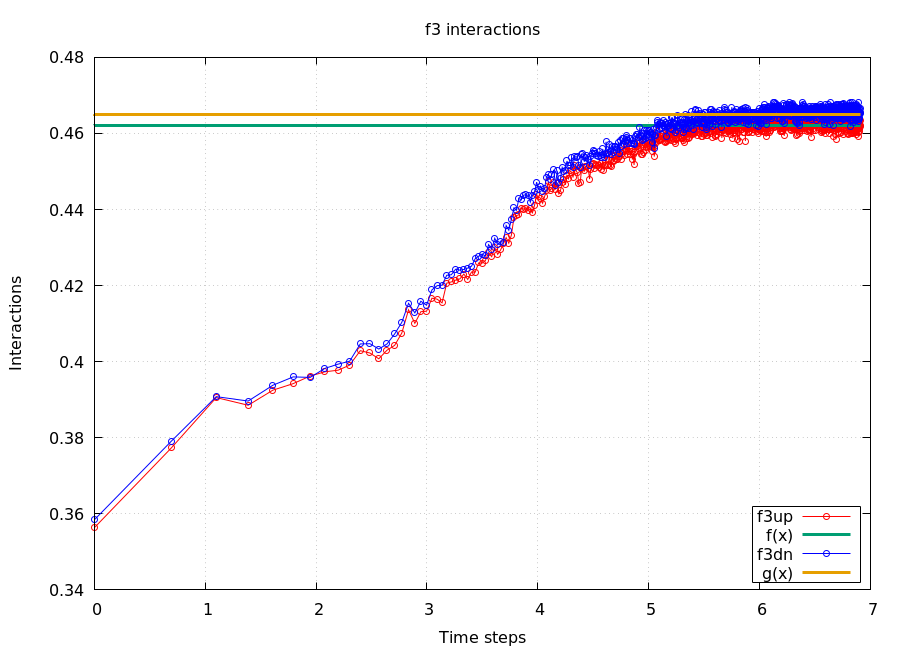 f3 interactions
0.48
0.46
0.44
0.42
0.4
0.38
0.36
0.34
Interactions
0 1 2 3 4 5 6 7
Time steps
f3up
f(x)
f3dn
g(x)